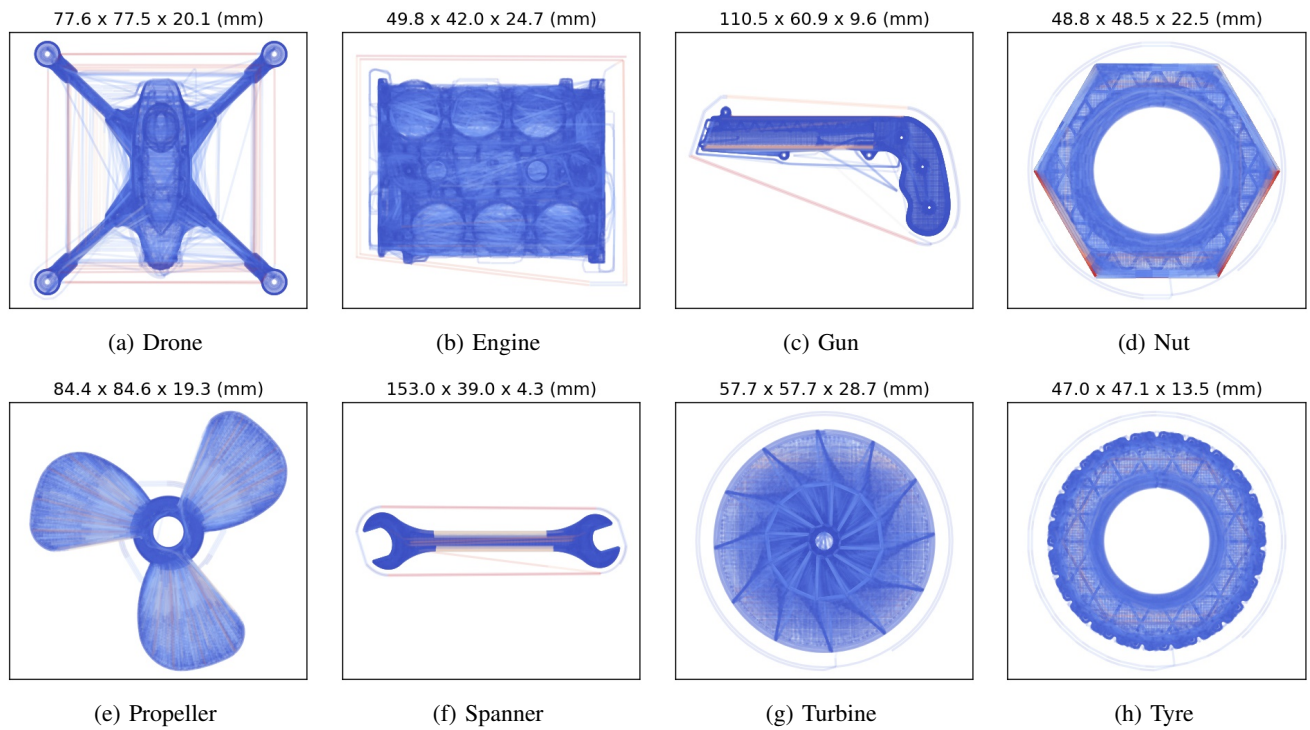 77.6 x 77.5 x 20.1 (mm)
49.8 x 42.0 x 24.7 (mm)
110.5 x 60.9 x 9.6 (mm)
48.8 x 48.5 x 22.5 (mm)
(a) Drone
(b) Engine
(c) Gun
(d) Nut
84.4 x 84.6 x 19.3 (mm)
153.0 x 39.0 x 4.3 (mm)
57.7 x 57.7 x 28.7 (mm)
47.0 x 47.1 x 13.5 (mm)
(e) Propeller
(f) Spanner
(g) Turbine
(h) Tyre